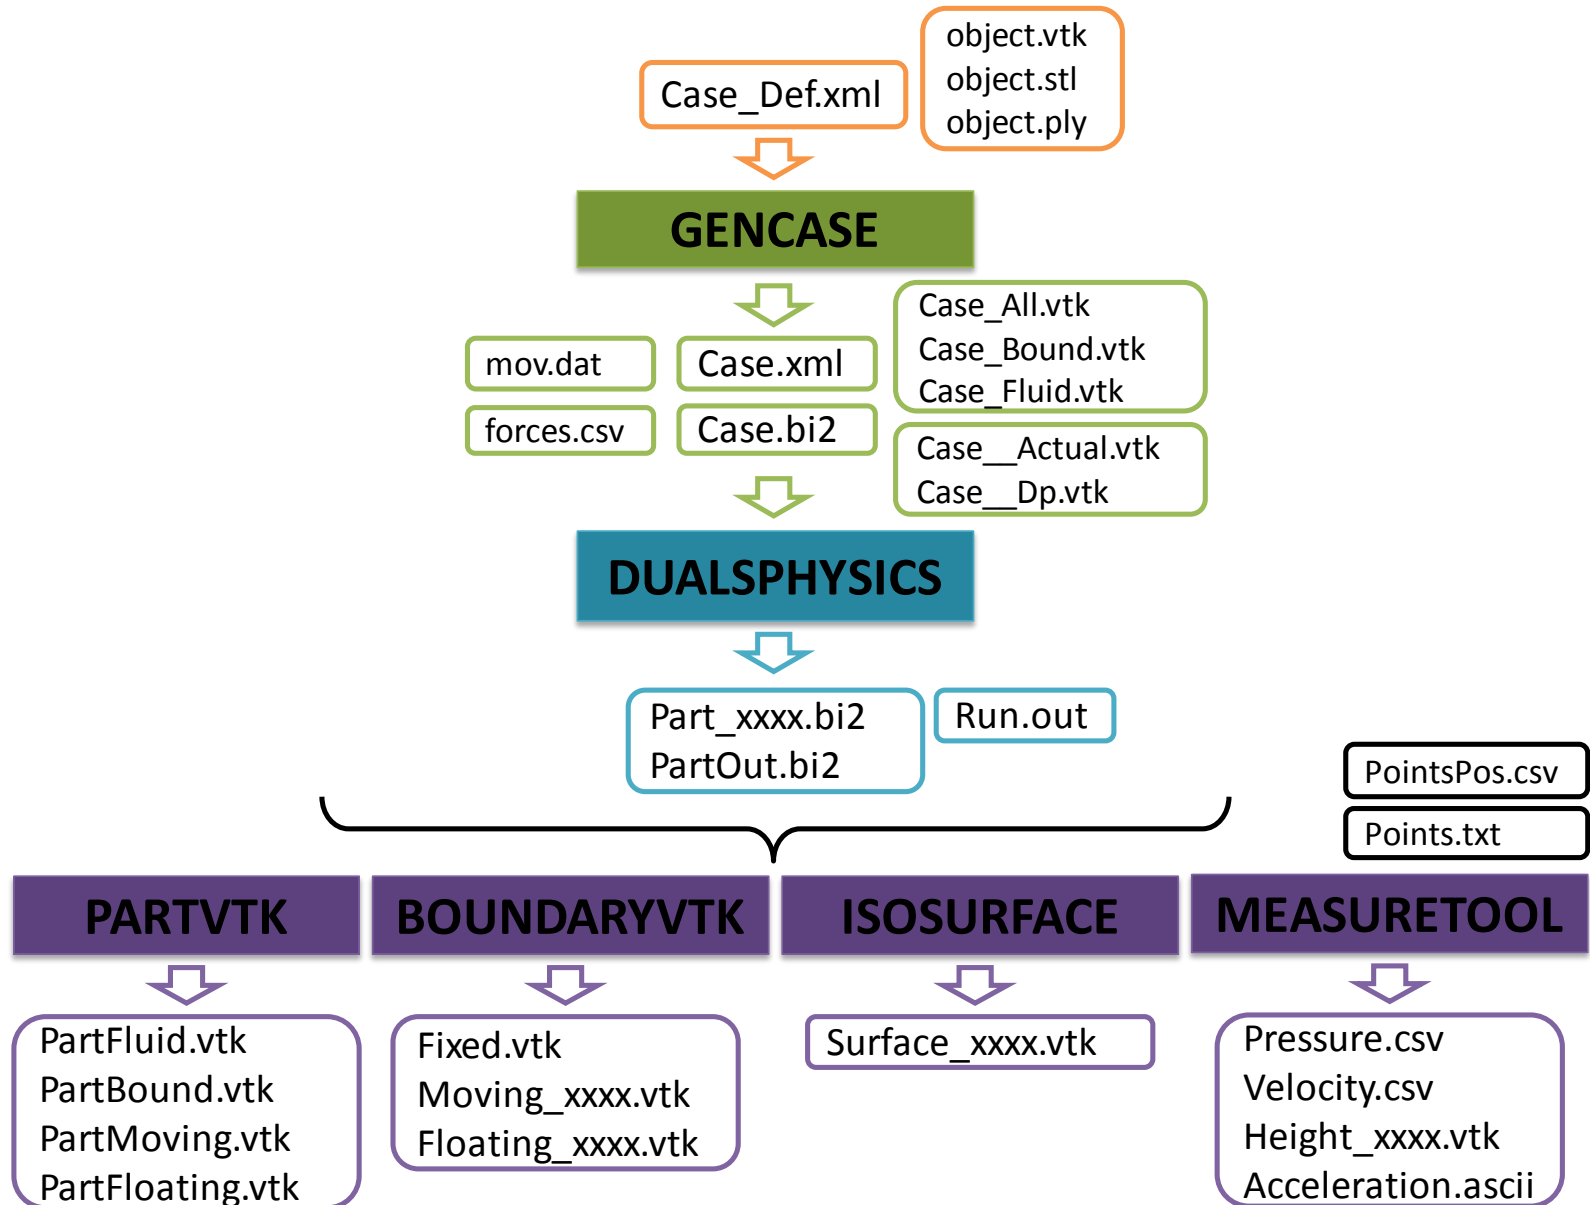 Case_Def.xml
object.vtk
object.stl
object.ply
GENCASE
mov.dat
forces.csv
Case.xml
Case.bi2
Case_All.vtk
Case_Bound.vtk
Case_Fluid.vtk
Case__Actual.vtk
Case__Dp.vtk
DUALSPHYSICS
Part_xxxx.bi2
PartOut.bi2
Run.out
PointsPos.csv
Points.txt
PARTVTK
BOUNDARYVTK
ISOSURFACE
MEASURETOOL
PartFluid.vtk
PartBound.vtk
PartMoving.vtk
PartFloating.vtk
Fixed.vtk
Moving_xxxx.vtk
Floating_xxxx.vtk
Surface_xxxx.vtk
Pressure.csv
Velocity.csv
Height_xxxx.vtk
Acceleration.ascii